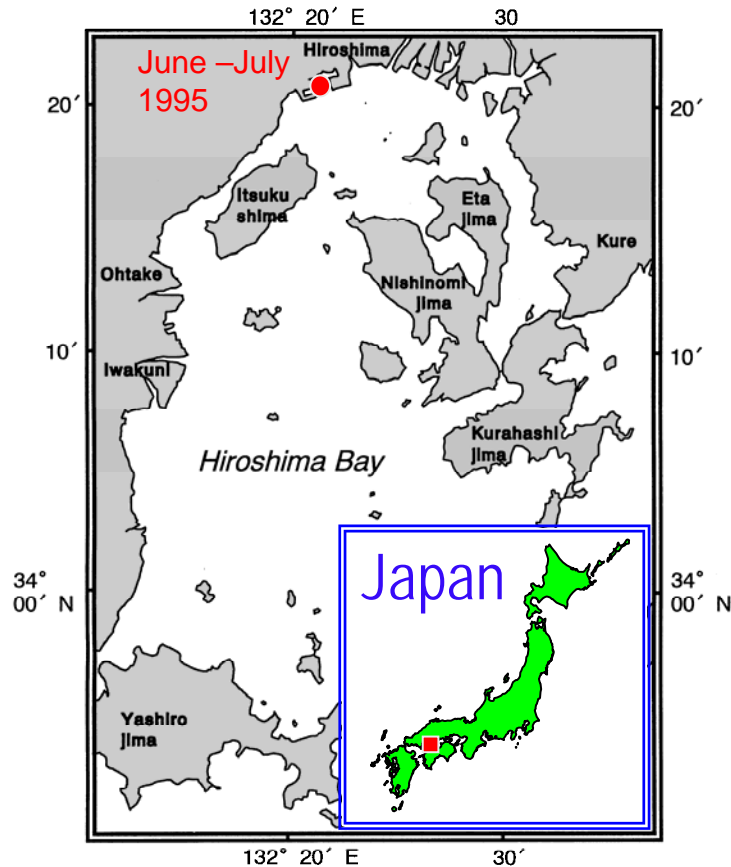 132° 20′ E 30
Hiroshima
June –July
1995
20′ 20′
Itsuku
shima
Eta
jima
Kure
Ohtake
Nishinomi
jima
10′ 10′
Iwakuni
Kurahashi
jima
Hiroshima Bay
Japan
34°
00′ N
34°
00′ N
Yashiro
jima
132° 20′ E 30′